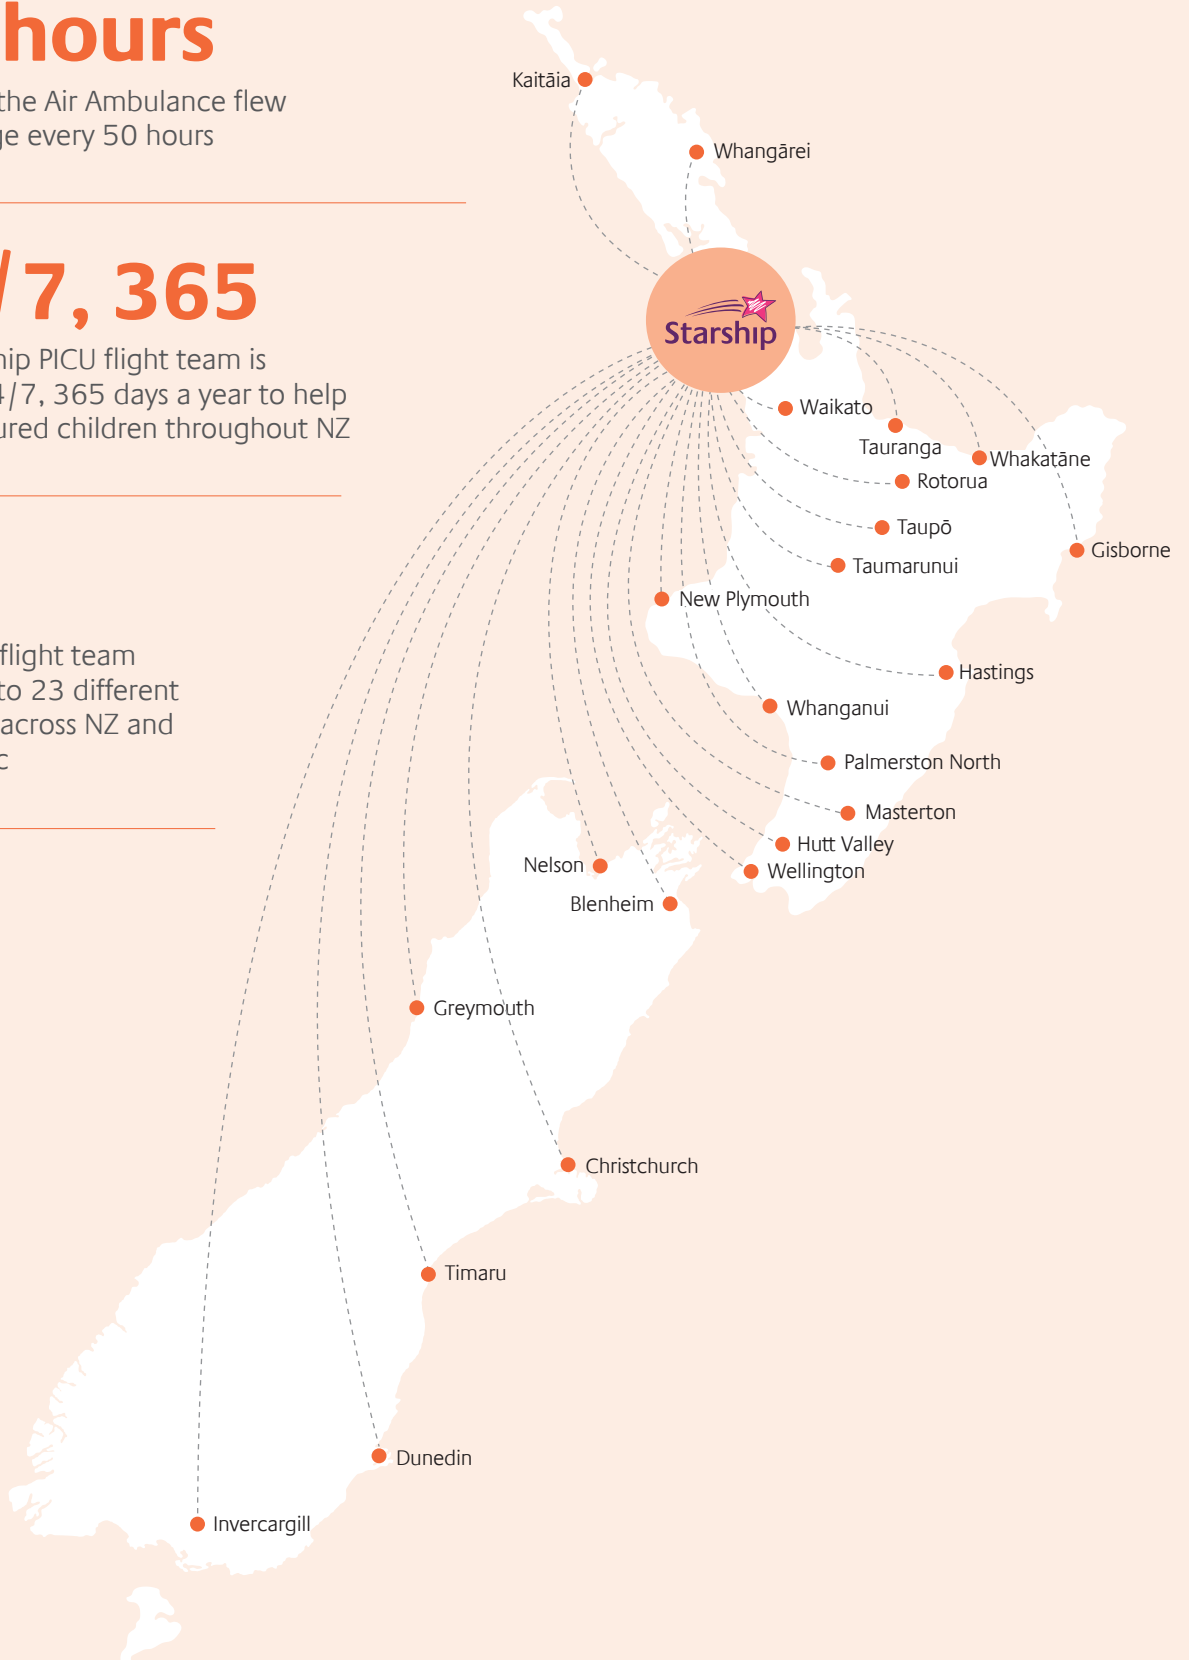 hours
the Air Ambulance flew
every 50 hours
/7, 365
PICU flight team is
4/7, 365 days a year to help
children throughout NZ
flight team
to 23 different
across NZ and
Kaitāia
Whangārei
Starship
Waikato
Tauranga
Whakatāne
Rotorua
Taupō
Gisborne
Taumarunui
New Plymouth
Hastings
Whanganui
Palmerston North
Masterton
Hutt Valley
Nelson
Wellington
Blenheim
Greymouth
Christchurch
Timaru
Dunedin
Invercargill